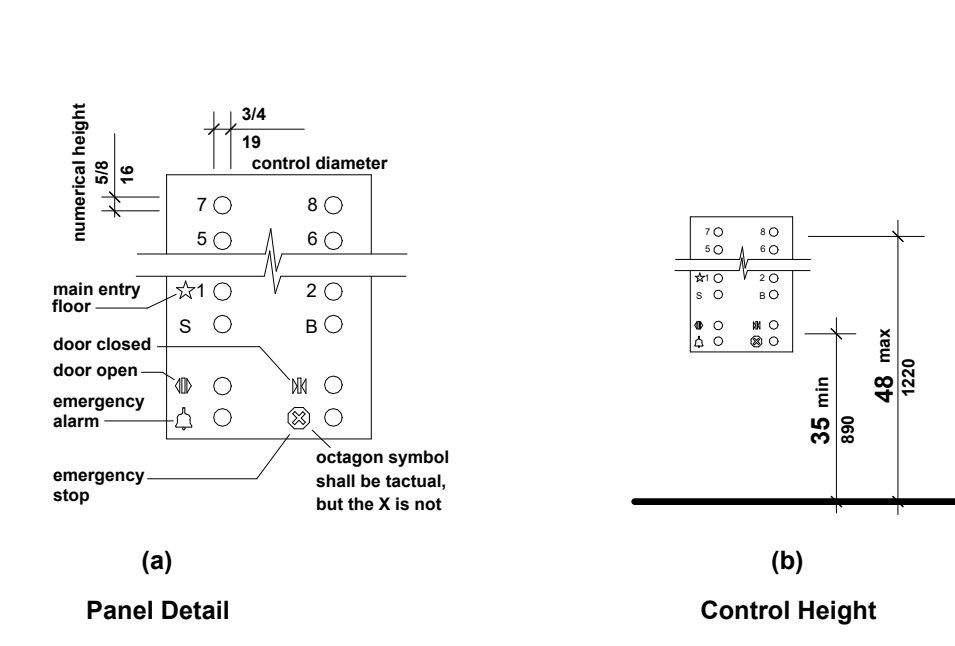 3/4
19
control diameter
numerical height
5/8
16
7 8
5 6
1 2
S B
main entry
floor
door closed
door open
emergency
alarm
emergency
stop
octagon symbol
shall be tactual,
but the X is not
(a)
Panel Detail
7 8
5 6
1 2
S B
35 min
890
48 max
1220
(b)
Control Height